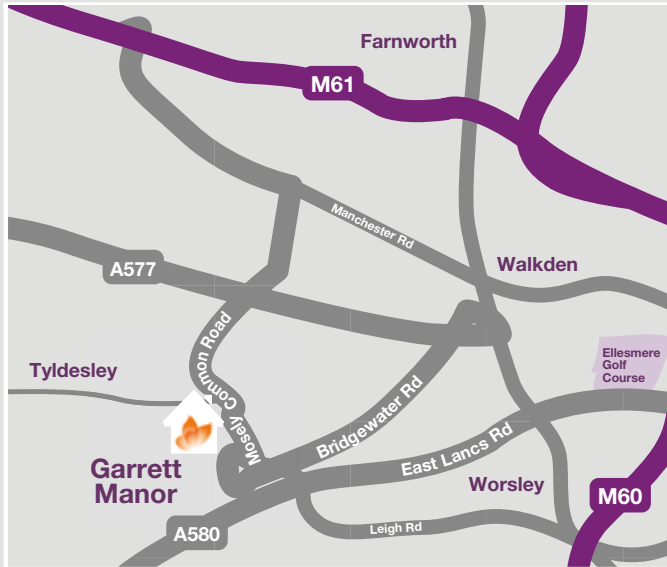 Farnworth
M61
Manchester Rd
Walkden
A577
Ellesmere
Golf
Course
Tyldesley
Mosely Common Road
Bridgewater Rd
East Lancs Rd
Garrett
Manor
Worsley
M60
A580
Leigh Rd